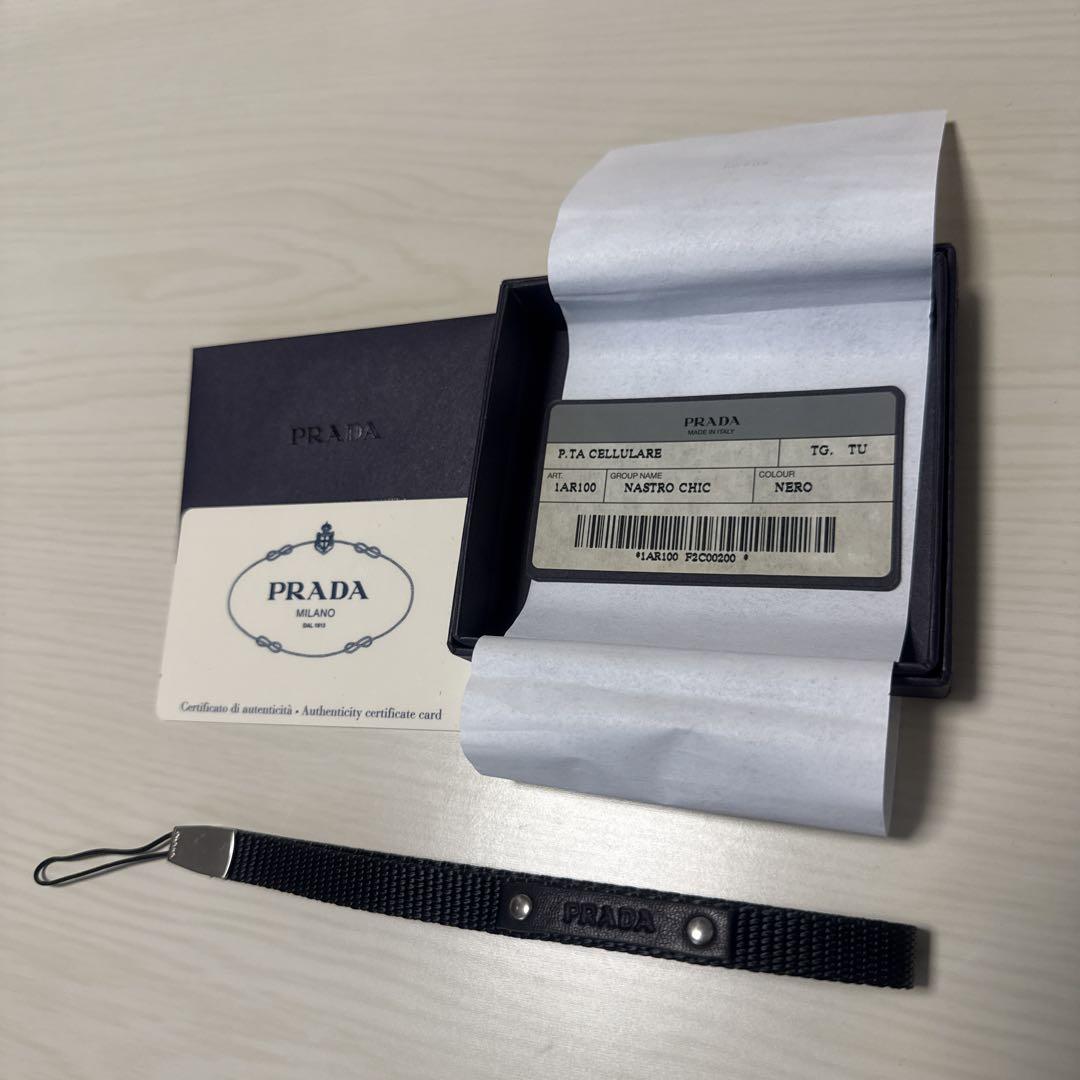 PRADA
PRADA
MADE IN ITALY
P.TA CELLULARE
TG. TU
ART.
1AR100
GROUP NAME
NASTRO CHIC
COLOUR
NERO
*1AR100 F2C00200 *
PRADA
MILANO
DAL 1913
Certificato di autenticità • Authenticity certificate card
PRADA
PRADA